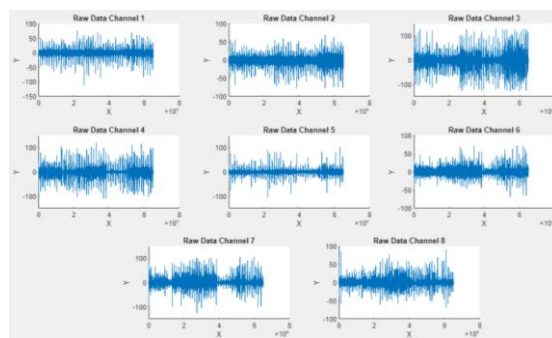 Raw Data Channel 1
100
50
0
-50
-100
-150
Y
0 2 4 6 8
X
Raw Data Channel 2
100
50
0
-50
-100
Y
0 2 4 6 8
X
Raw Data Channel 3
100
0
-100
Y
0 2 4 6 8
X
Raw Data Channel 4
100
0
-100
Y
0 2 4 6 8
X
Raw Data Channel 5
100
0
-100
Y
0 2 4 6 8
X
Raw Data Channel 6
100
50
0
-50
-100
Y
0 2 4 6 8
X
Raw Data Channel 7
100
0
-100
Y
0 2 4 6 8
X
Raw Data Channel 8
100
50
0
-50
-100
Y
0 2 4 6 8
X